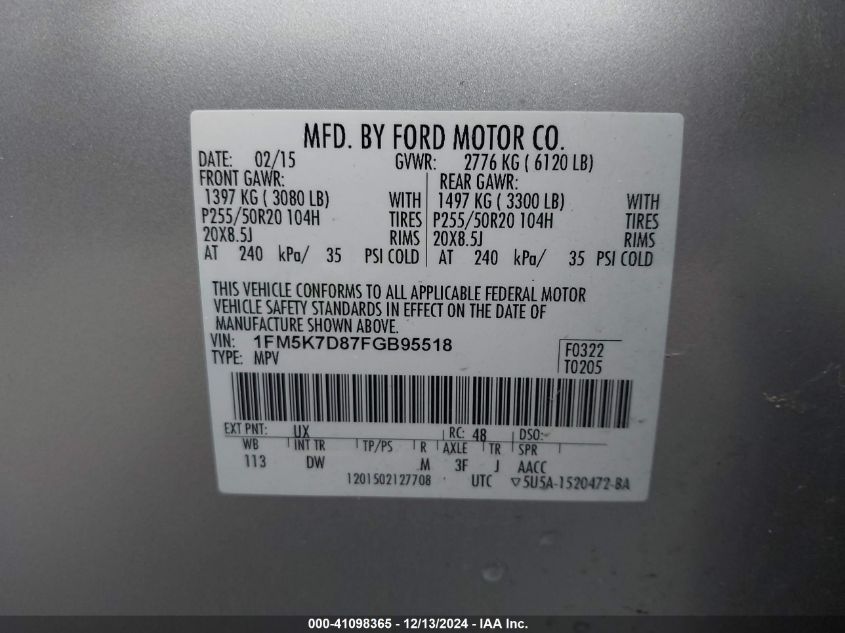 MFD. BY FORD MOTOR CO.
DATE: 02/15 GVWR: 2776 KG ( 6120 LB)
FRONT GAWR: REAR GAWR:
1397 KG ( 3080 LB) WITH 1497 KG ( 3300 LB) WITH
P255/50R20 104H TIRES P255/50R20 104H TIRES
20X8.5J RIMS 20X8.5J RIMS
AT 240 kPa/ 35 PSI COLD AT 240 kPa/ 35 PSI COLD
THIS VEHICLE CONFORMS TO ALL APPLICABLE FEDERAL MOTOR
VEHICLE SAFETY STANDARDS IN EFFECT ON THE DATE OF
MANUFACTURE SHOWN ABOVE.
VIN: 1FM5K7D87FGB95518 F0322
TYPE: MPV T0205
EXT PNT: UX RC: 48 DSO:
WB INT TR TP/PS R AXLE TR SPR
113 DW M 3F J AACC
1201502127708 UTC ▽5U5A-1520472-BA
000-41098365 - 12/13/2024 - IAA Inc.